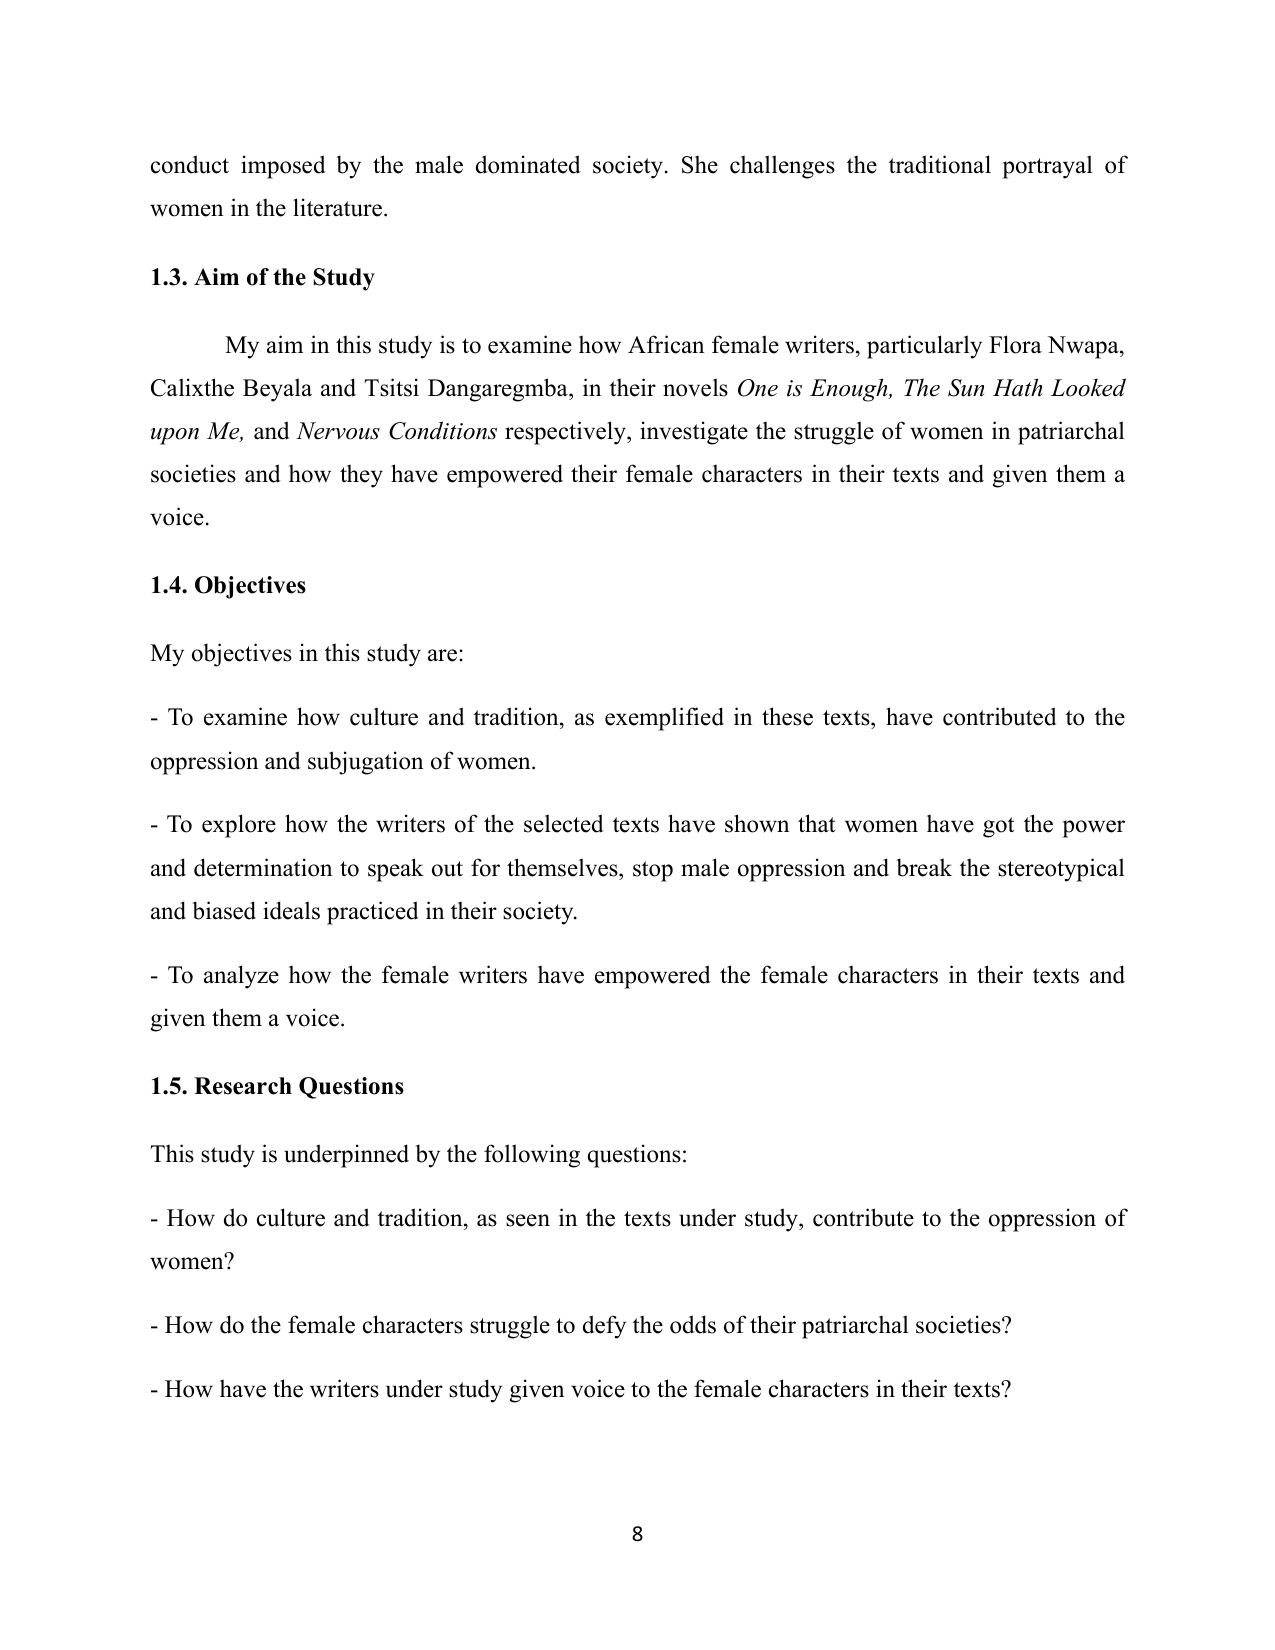 conduct imposed by the male dominated society. She challenges the traditional portrayal of
women in the literature.
1.3. Aim of the Study
My aim in this study is to examine how African female writers, particularly Flora Nwapa,
Calixthe Beyala and Tsitsi Dangaregmba, in their novels One is Enough, The Sun Hath Looked
upon Me, and Nervous Conditions respectively, investigate the struggle of women in patriarchal
societies and how they have empowered their female characters in their texts and given them a
voice.
1.4. Objectives
My objectives in this study are:
- To examine how culture and tradition, as exemplified in these texts, have contributed to the
oppression and subjugation of women.
- To explore how the writers of the selected texts have shown that women have got the power
and determination to speak out for themselves, stop male oppression and break the stereotypical
and biased ideals practiced in their society.
- To analyze how the female writers have empowered the female characters in their texts and
given them a voice.
1.5. Research Questions
This study is underpinned by the following questions:
- How do culture and tradition, as seen in the texts under study, contribute to the oppression of
women?
- How do the female characters struggle to defy the odds of their patriarchal societies?
- How have the writers under study given voice to the female characters in their texts?
8